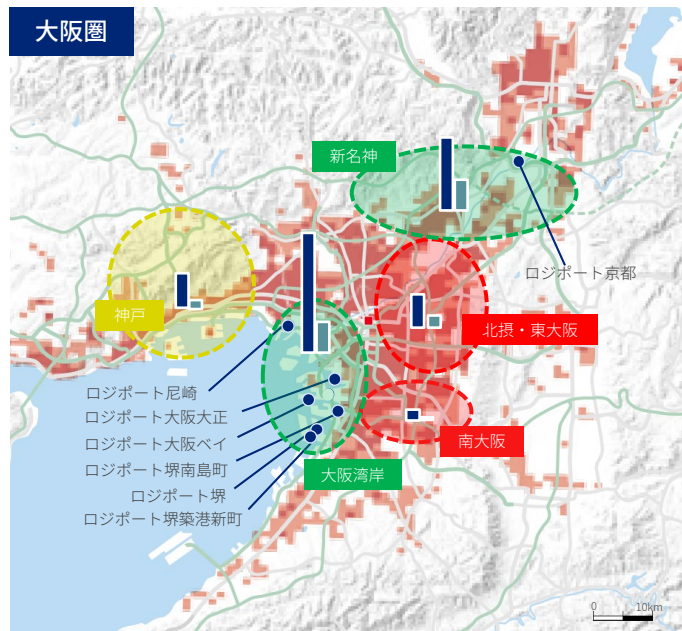 大阪圏
新名神
ロジポート京都
神戸
北摂・東大阪
ロジポート尼崎
ロジポート大阪大正
ロジポート大阪ベイ
南大阪
ロジポート堺南島町
大阪湾岸
ロジポート堺
ロジポート堺築港新町
0 10km